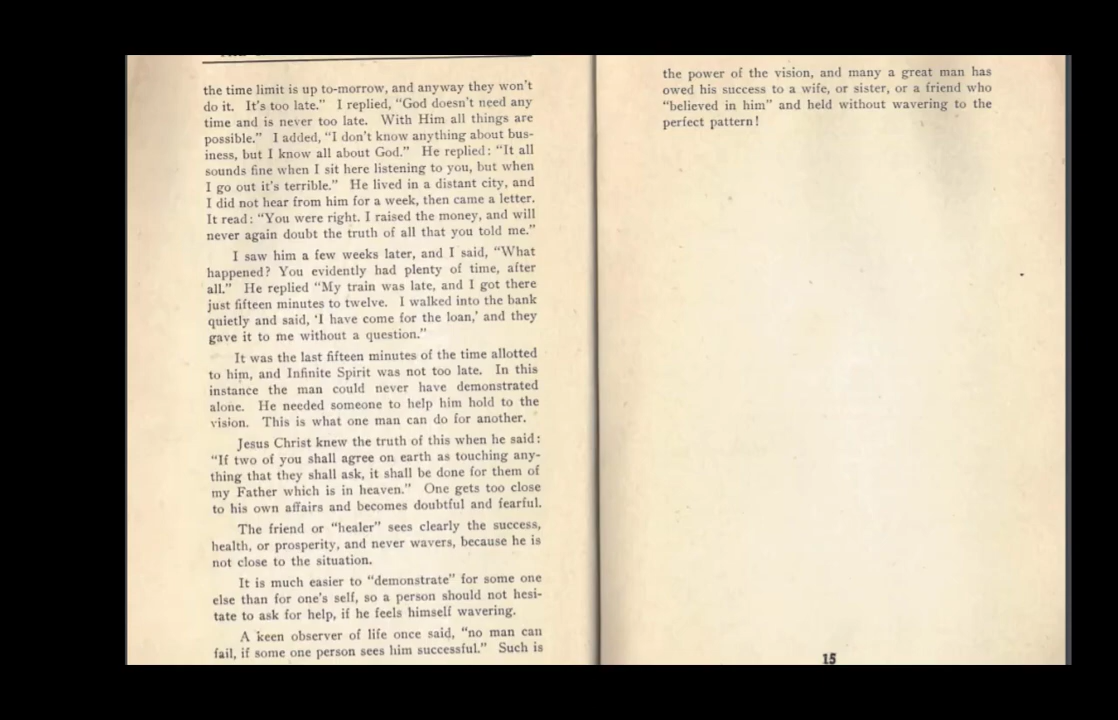 the time limit is up to-morrow, and anyway they won't
do it. It's too late." I replied, "God doesn't need any
time and is never too late. With Him all things are
possible." I added, "I don't know anything about bus-
iness, but I know all about God." He replied: "It all
sounds fine when I sit here listening to you, but when
I go out it's terrible." He lived in a distant city, and
I did not hear from him for a week, then came a letter.
It read: "You were right. I raised the money, and will
never again doubt the truth of all that you told me."
I saw him a few weeks later, and I said, "What
happened? You evidently had plenty of time, after
all." He replied "My train was late, and I got there
just fifteen minutes to twelve. I walked into the bank
quietly and said, 'I have come for the loan,' and they
gave it to me without a question."
It was the last fifteen minutes of the time allotted
to him, and Infinite Spirit was not too late. In this
instance the man could never have demonstrated
alone. He needed someone to help him hold to the
vision. This is what one man can do for another.
Jesus Christ knew the truth of this when he said:
"If two of you shall agree on earth as touching any-
thing that they shall ask, it shall be done for them of
my Father which is in heaven." One gets too close
to his own affairs and becomes doubtful and fearful.
The friend or "healer" sees clearly the success,
health, or prosperity, and never wavers, because he is
not close to the situation.
It is much easier to "demonstrate" for some one
else than for one's self, so a person should not hesi-
tate to ask for help, if he feels himself wavering.
A keen observer of life once said, "no man can
fail, if some one person sees him successful." Such is
the power of the vision, and many a great man has
owed his success to a wife, or sister, or a friend who
"believed in him" and held without wavering to the
perfect pattern!
15